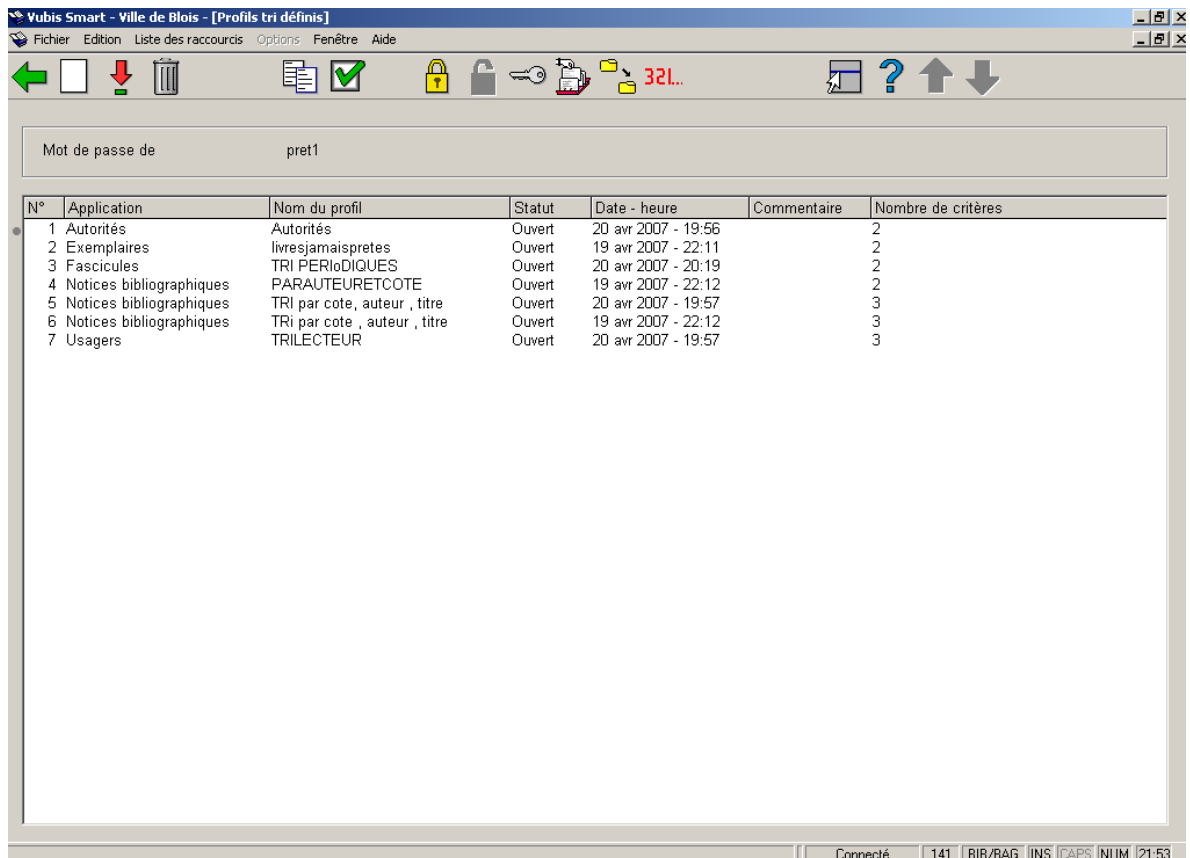 Vubis Smart - Ville de Blois - [Profils tri définis]
Fichier Edition Liste des raccourcis Options Fenêtre Aide
321...
Mot de passe de pret1
N° Application Nom du profil Statut Date - heure Commentaire Nombre de critères
1 Autorités Autorités Ouvert 20 avr 2007 - 19:56 2
2 Exemplaires livresjamaispretes Ouvert 19 avr 2007 - 22:11 2
3 Fascicules TRI PERIoDIQUES Ouvert 20 avr 2007 - 20:19 2
4 Notices bibliographiques PARAUTEURETCOTE Ouvert 19 avr 2007 - 22:12 2
5 Notices bibliographiques TRI par cote, auteur , titre Ouvert 20 avr 2007 - 19:57 3
6 Notices bibliographiques TRi par cote , auteur , titre Ouvert 19 avr 2007 - 22:12 3
7 Usagers TRILECTEUR Ouvert 20 avr 2007 - 19:57 3
Connecté 141 BIB/BAG INS CAPS NUM 21:53